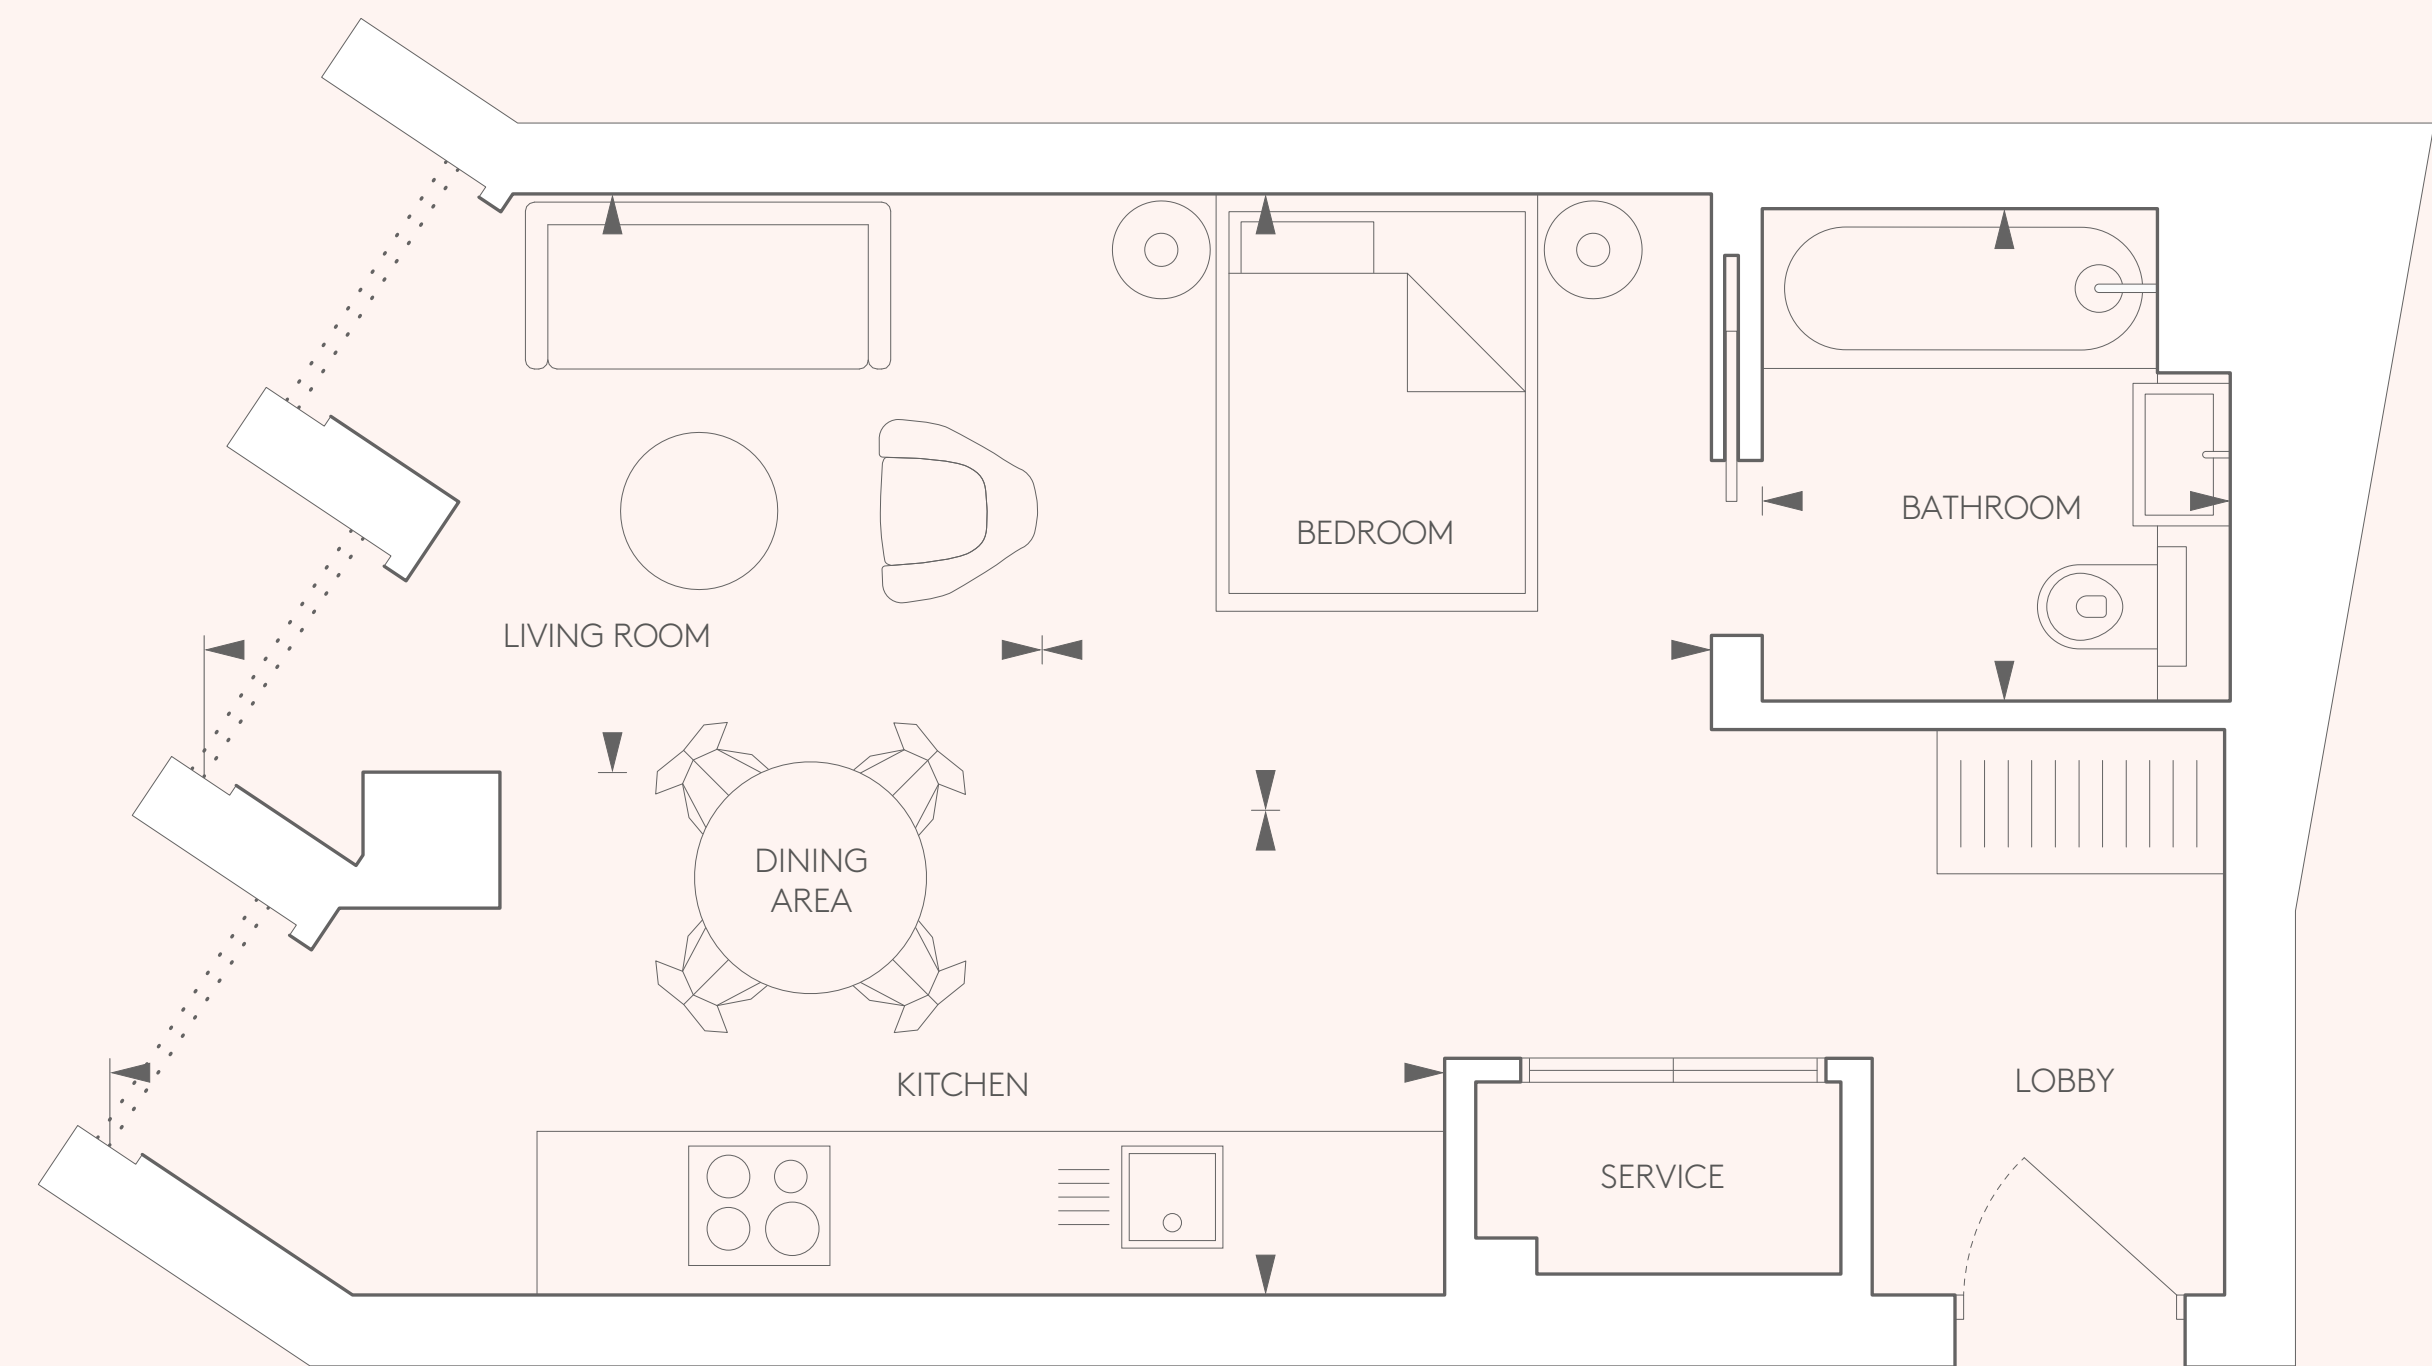 BEDROOM
BATHROOM
LIVING ROOM
DINING
AREA
KITCHEN
LOBBY
SERVICE